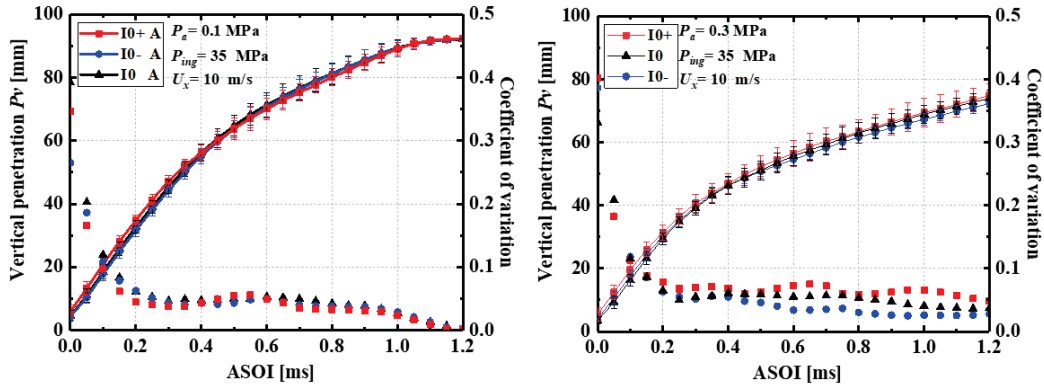 100
80
60
40
20
0
Vertical penetration Pv [mm]
0.5
0.4
0.3
0.2
0.1
0.0
Coefficient of variation
0.0 0.2 0.4 0.6 0.8 1.0 1.2
ASOI [ms]
I0+ A
I0- A
I0 A
Pa = 0.1 MPa
Ping = 35 MPa
Ux = 10 m/s
100
80
60
40
20
0
Vertical penetration Pv [mm]
0.5
0.4
0.3
0.2
0.1
0.0
Coefficient of variation
0.0 0.2 0.4 0.6 0.8 1.0 1.2
ASOI [ms]
I0+
I0
I0-
Pa = 0.3 MPa
Ping = 35 MPa
Ux = 10 m/s